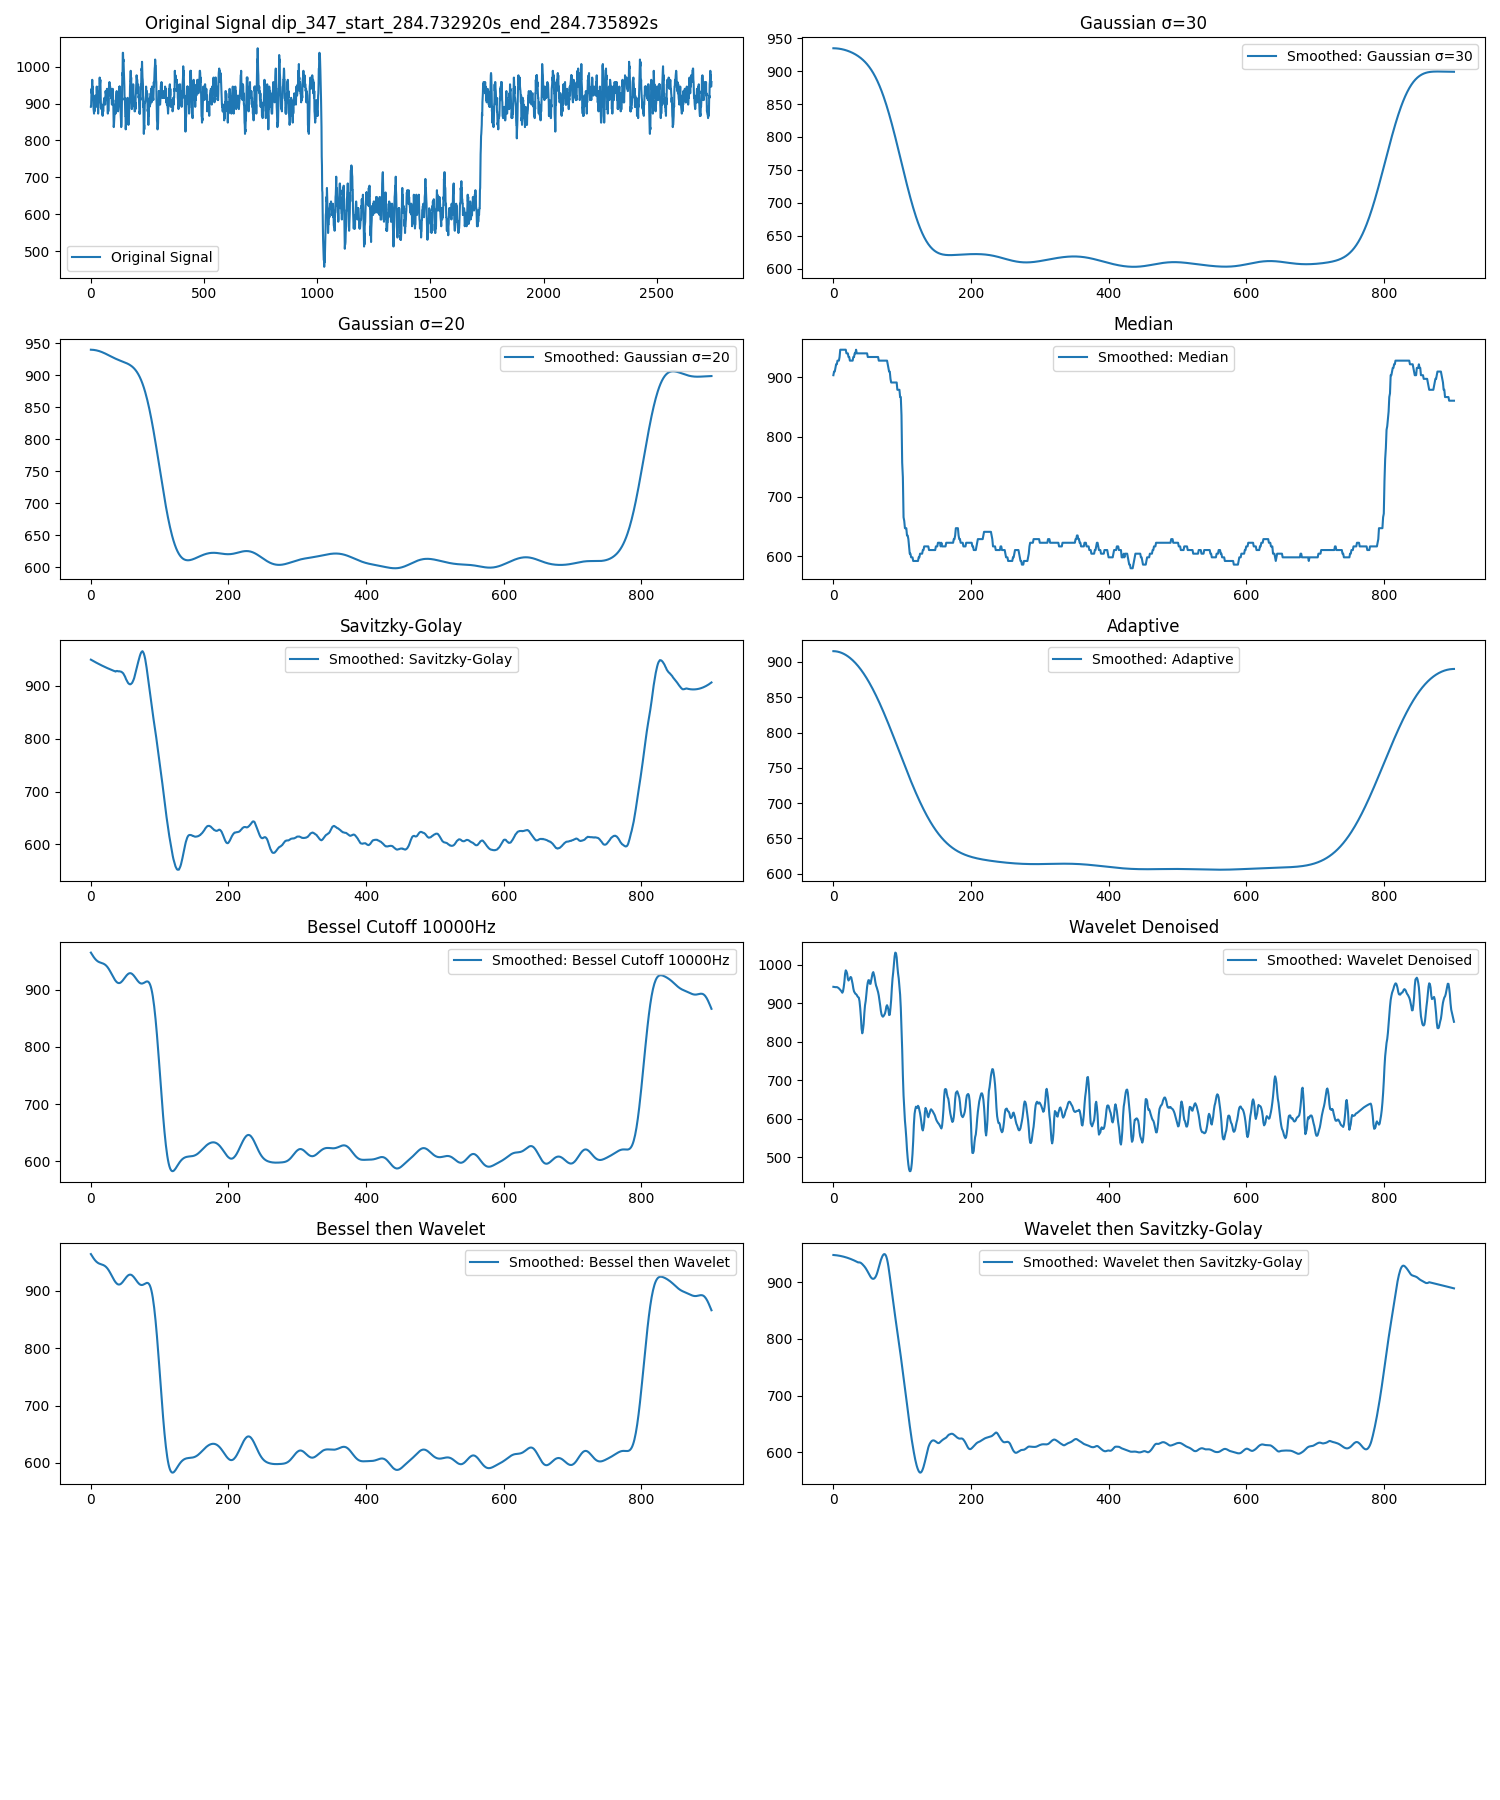 Original Signal dip_347_start_284.732920s_end_284.735892s
1000
900
800
700
600
500
Original Signal
0 500 1000 1500 2000 2500
Gaussian σ=30
950
900
850
800
750
700
650
600
Smoothed: Gaussian σ=30
0 200 400 600 800
Gaussian σ=20
950
900
850
800
750
700
650
600
Smoothed: Gaussian σ=20
0 200 400 600 800
Median
900
800
700
600
Smoothed: Median
0 200 400 600 800
Savitzky-Golay
900
800
700
600
Smoothed: Savitzky-Golay
0 200 400 600 800
Adaptive
900
850
800
750
700
650
600
Smoothed: Adaptive
0 200 400 600 800
Bessel Cutoff 10000Hz
900
800
700
600
Smoothed: Bessel Cutoff 10000Hz
0 200 400 600 800
Wavelet Denoised
1000
900
800
700
600
500
Smoothed: Wavelet Denoised
0 200 400 600 800
Bessel then Wavelet
900
800
700
600
Smoothed: Bessel then Wavelet
0 200 400 600 800
Wavelet then Savitzky-Golay
900
800
700
600
Smoothed: Wavelet then Savitzky-Golay
0 200 400 600 800